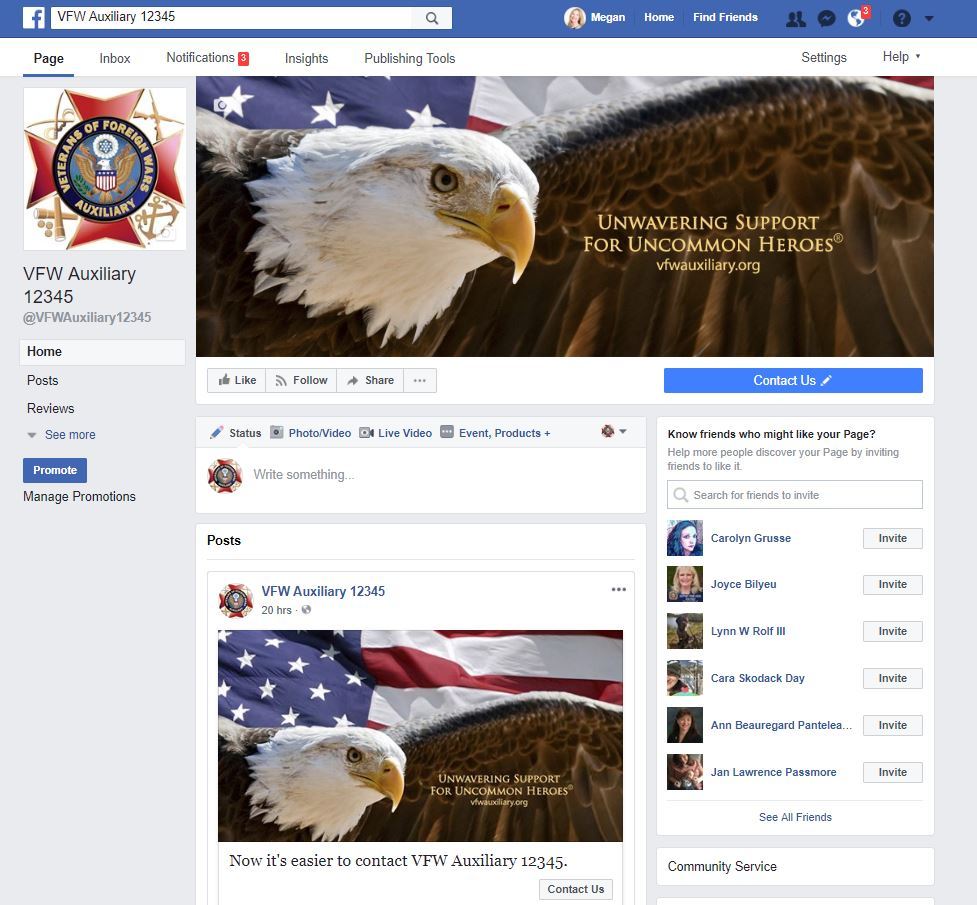 VFW Auxiliary 12345
Megan Home Find Friends 3
Page Inbox Notifications 3 Insights Publishing Tools Settings Help
VETERANS OF FOREIGN WARS
AUXILIARY
VFW Auxiliary
12345
@VFWAuxiliary12345
Home
Posts
Reviews
See more
Promote
Manage Promotions
UNWAVERING SUPPORT
FOR UNCOMMON HEROES®
vfwauxiliary.org
Like Follow Share ...
Contact Us
Status Photo/Video Live Video Event, Products +
Write something...
Posts
VFW Auxiliary 12345
20 hrs ·
UNWAVERING SUPPORT
FOR UNCOMMON HEROES®
vfwauxiliary.org
Now it's easier to contact VFW Auxiliary 12345.
Contact Us
Know friends who might like your Page?
Help more people discover your Page by inviting
friends to like it.
Search for friends to invite
Carolyn Grusse Invite
Joyce Bilyeu Invite
Lynn W Rolf III Invite
Cara Skodack Day Invite
Ann Beauregard Pantelea... Invite
Jan Lawrence Passmore Invite
See All Friends
Community Service